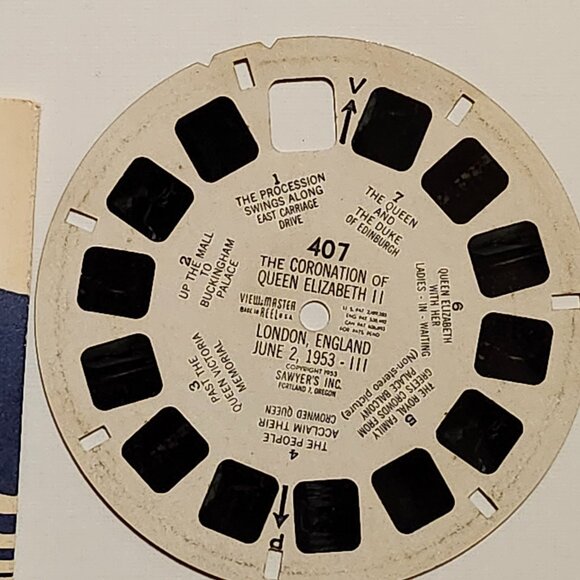 V
1
THE PROCESSION
SWINGS ALONG
EAST CARRIAGE
DRIVE
7
THE QUEEN
AND
THE DUKE
OF EDINBURGH
407
THE CORONATION OF
QUEEN ELIZABETH II
VIEW-MASTER
MADE IN REEL U S A
LONDON, ENGLAND
JUNE 2, 1953 - III
COPYRIGHT 1953
SAWYER'S INC.
PORTLAND 7, OREGON
2
UP THE MALL
TO
BUCKINGHAM
PALACE
6
QUEEN ELIZABETH
WITH HER
LADIES - IN - WAITING
3
PAST THE
QUEEN VICTORIA
MEMORIAL
B
THE ROYAL FAMILY
GREETS CROWDS FROM
PALACE BALCONY
(Non-stereo picture)
4
THE PEOPLE
ACCLAIM THEIR
CROWNED QUEEN